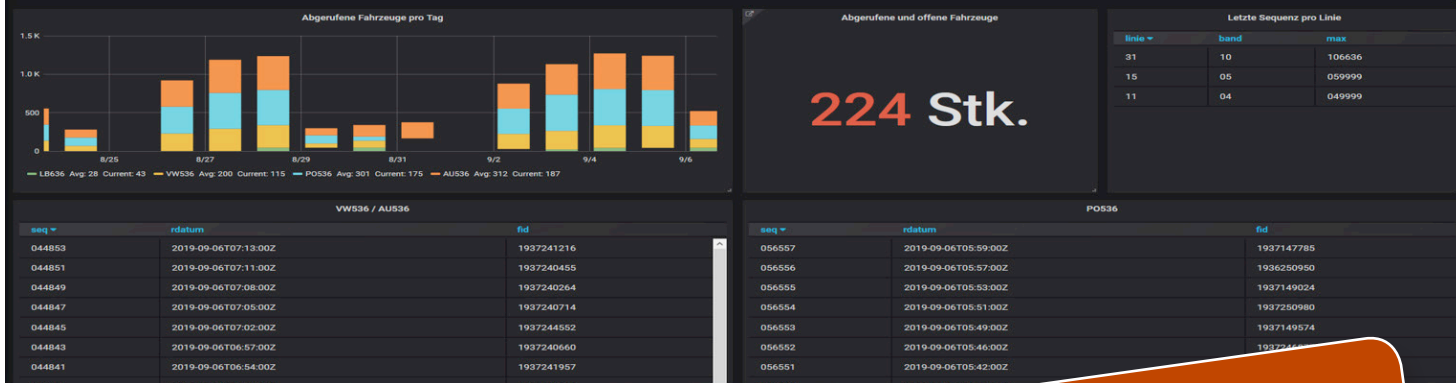 Abgerufene Fahrzeuge pro Tag
1.5 K
1.0 K
500
0
8/25 8/27 8/29 8/31 9/2 9/4 9/6
LB636 Avg: 28 Current: 43 VW536 Avg: 200 Current: 115 PO536 Avg: 301 Current: 175 AU536 Avg: 312 Current: 187
Abgerufene und offene Fahrzeuge
224 Stk.
Letzte Sequenz pro Linie
linie band max
31 10 106636
15 05 059999
11 04 049999
VW536 / AU536
seq rdatum fid
044853 2019-09-06T07:13:00Z 1937241216
044851 2019-09-06T07:11:00Z 1937240455
044849 2019-09-06T07:08:00Z 1937240264
044847 2019-09-06T07:05:00Z 1937240714
044845 2019-09-06T07:02:00Z 1937244552
044843 2019-09-06T06:57:00Z 1937240660
044841 2019-09-06T06:54:00Z 1937241957
PO536
seq rdatum fid
056557 2019-09-06T05:59:00Z 1937147785
056556 2019-09-06T05:57:00Z 1936250950
056555 2019-09-06T05:53:00Z 1937149024
056554 2019-09-06T05:51:00Z 1937250980
056553 2019-09-06T05:49:00Z 1937149574
056552 2019-09-06T05:46:00Z
056551 2019-09-06T05:42:00Z